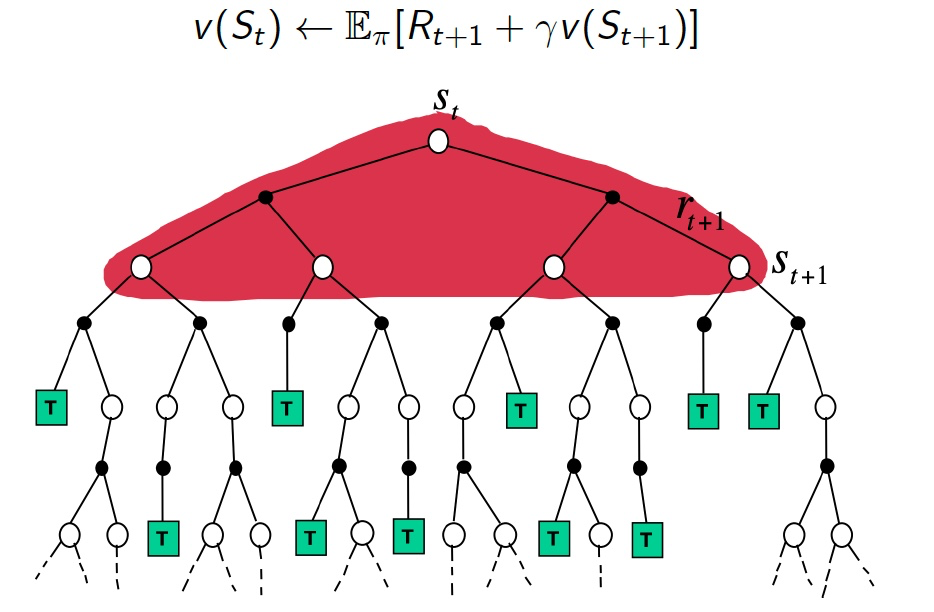 v(S_t) ← 𝔼_π[R_{t+1} + γv(S_{t+1})]
s_t
r_{t+1}
s_{t+1}
T
T
T
T
T
T
T
T
T
T